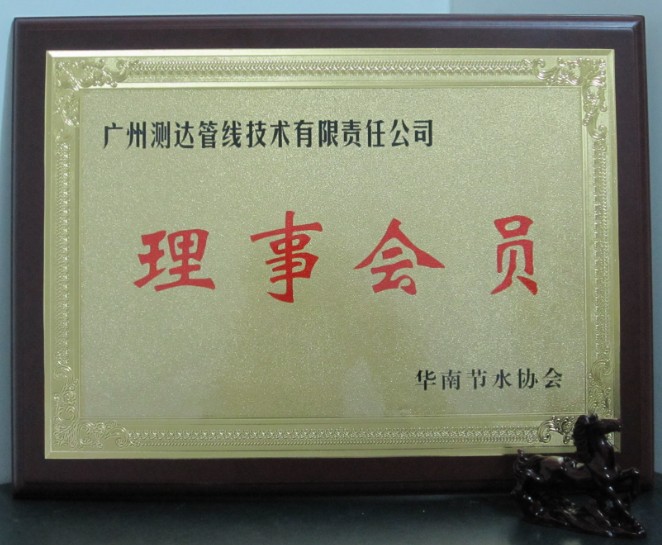 广州测达管线技术有限责任公司
理事会员
华南节水协会